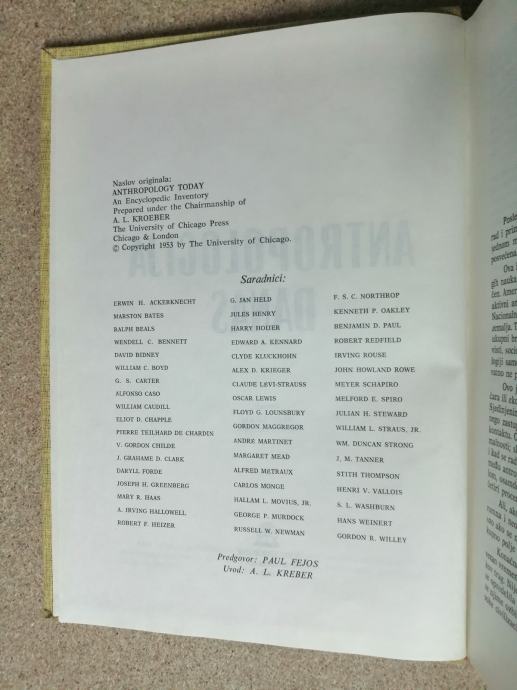 Naslov originala:
ANTHROPOLOGY TODAY
An Encyclopedic Inventory
Prepared under the Chairmanship of
A. L. KROEBER
The University of Chicago Press
Chicago & London
© Copyright 1953 by The University of Chicago.
Saradnici:
ERWIN H. ACKERKNECHT
MARSTON BATES
RALPH BEALS
WENDELL C. BENNETT
DAVID BIDNEY
WILLIAM C. BOYD
G. S. CARTER
ALFONSO CASO
WILLIAM CAUDILL
ELIOT D. CHAPPLE
PIERRE TEILHARD DE CHARDIN
V. GORDON CHILDE
J. GRAHAME D. CLARK
DARYLL FORDE
JOSEPH H. GREENBERG
MARY R. HAAS
A. IRVING HALLOWELL
ROBERT F. HEIZER
G. JAN HELD
JULES HENRY
HARRY HOIJER
EDWARD A. KENNARD
CLYDE KLUCKHOHN
ALEX D. KRIEGER
CLAUDE LÉVI-STRAUSS
OSCAR LEWIS
FLOYD G. LOUNSBURY
GORDON MAGGREGOR
ANDRÉ MARTINET
MARGARET MEAD
ALFRED MÉTRAUX
CARLOS MONGE
HALLAM L. MOVIUS, JR.
GEORGE P. MURDOCK
RUSSELL W. NEWMAN
F. S. C. NORTHROP
KENNETH P. OAKLEY
BENJAMIN D. PAUL
ROBERT REDFIELD
IRVING ROUSE
JOHN HOWLAND ROWE
MEYER SCHAPIRO
MELFORD E. SPIRO
JULIAN H. STEWARD
WILLIAM L. STRAUS, JR.
WM. DUNCAN STRONG
J. M. TANNER
STITH THOMPSON
HENRI V. VALLOIS
S. L. WASHBURN
HANS WEINERT
GORDON R. WILLEY
Predgovor: PAUL FEJOS
Uvod: A. L. KREBER